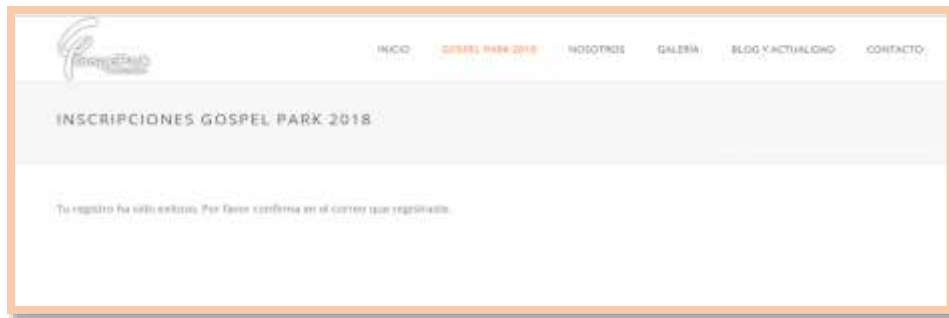 INICIO GOSPEL PARK 2018 NOSOTROS GALERÍA BLOG Y ACTUALIDAD CONTACTO
INSCRIPCIONES GOSPEL PARK 2018
Tu registro ha sido exitoso. Por favor confirma en el correo que registraste.